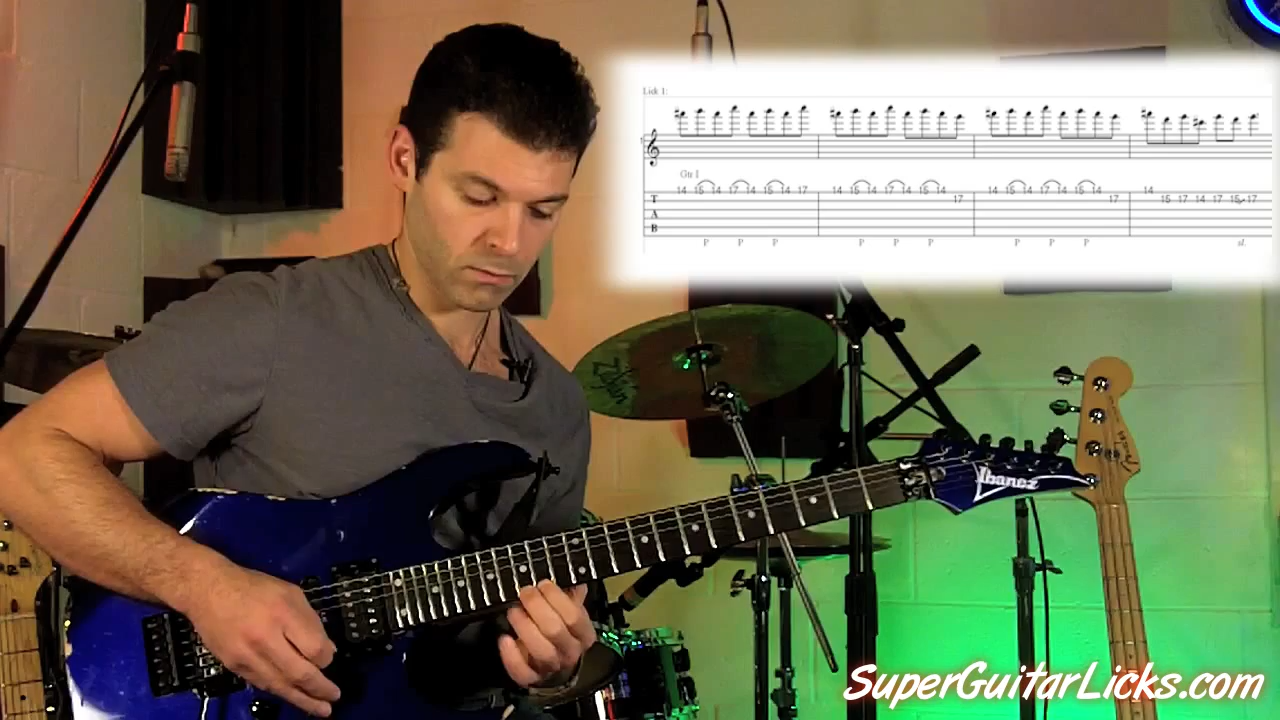 Lick 1:
Gtr I
14 15 14 17 14 15 14 17 14 15 14 17 14 15 14 14 15 14 17 14 15 14 14
T 17 17 15 17 14 17 15 17
A
B
P P P P P P P P P sl.
Zildjian
Ibanez
SuperGuitarLicks.com